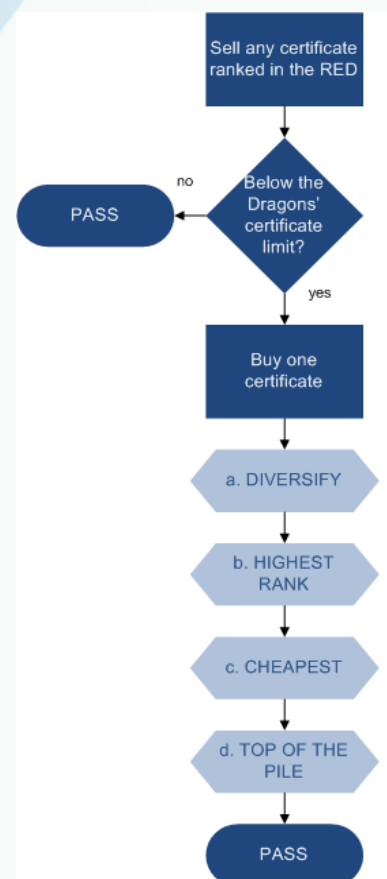 Sell any certificate
ranked in the RED
Below the
Dragons’
certificate
limit?
no
PASS
yes
Buy one
certificate
a. DIVERSIFY
b. HIGHEST
RANK
c. CHEAPEST
d. TOP OF THE
PILE
PASS